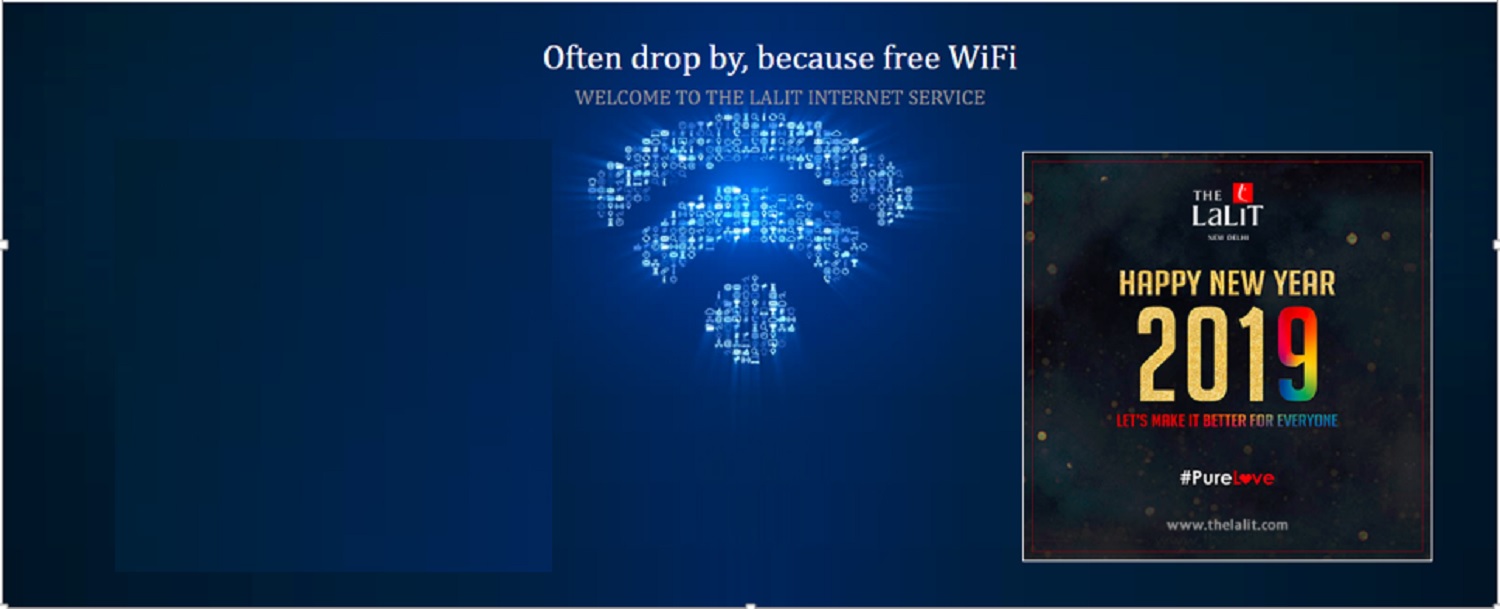 Often drop by, because free WiFi
WELCOME TO THE LALIT INTERNET SERVICE
THE
LaLiT
NEW DELHI
HAPPY NEW YEAR
2019
LET'S MAKE IT BETTER FOR EVERYONE
#PureLove
www.thelalit.com